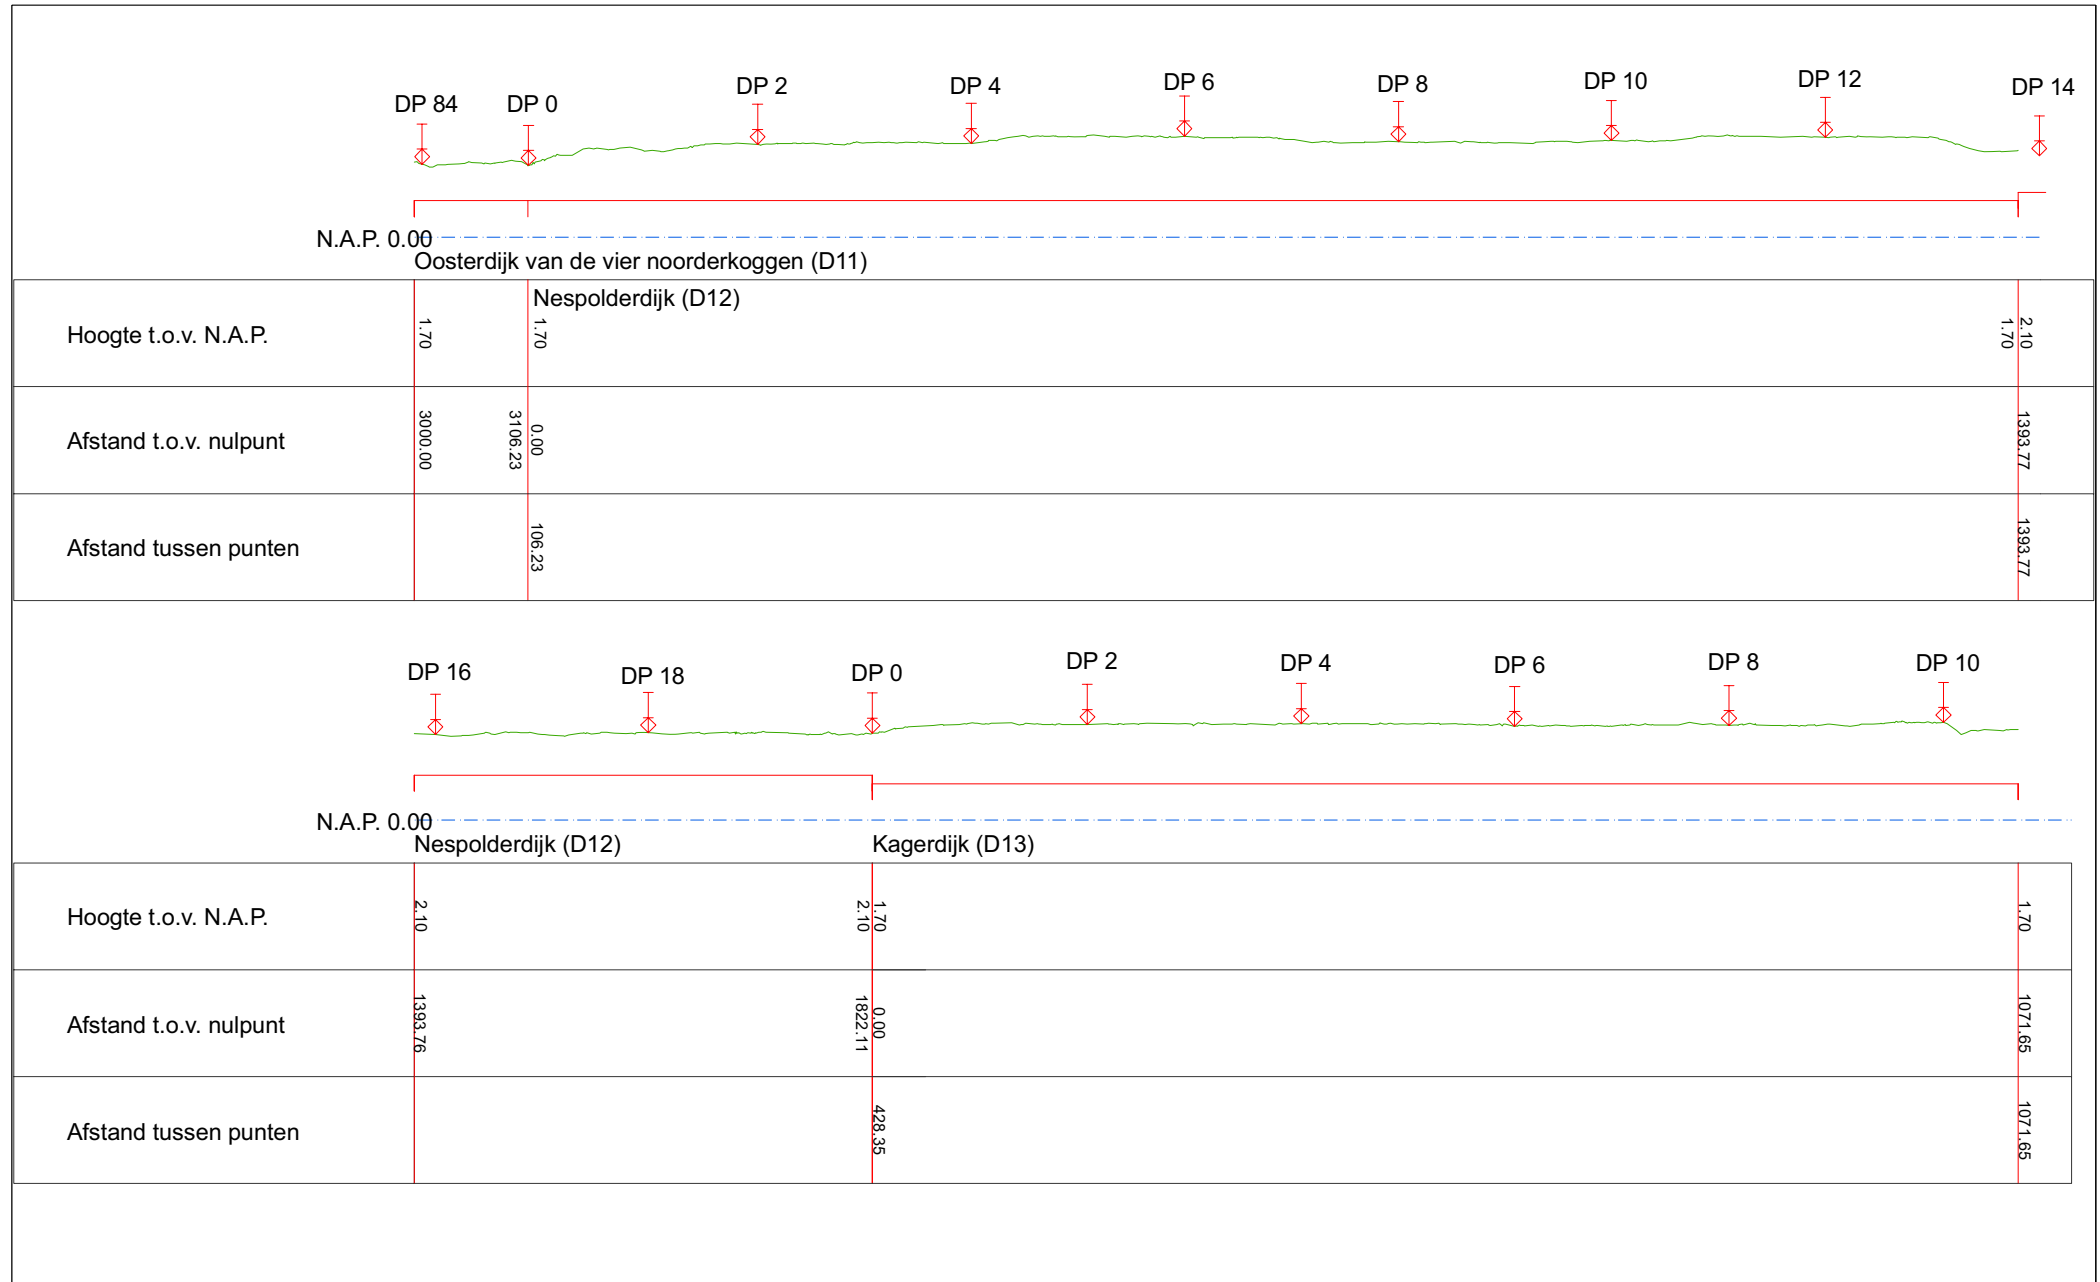 DP 84 DP 0 DP 2 DP 4 DP 6 DP 8 DP 10 DP 12 DP 14
N.A.P. 0.00
Oosterdijk van de vier noorderkoggen (D11)
Nespolderdijk (D12)
Hoogte t.o.v. N.A.P. 1.70 1.70 1.70 2.10
Afstand t.o.v. nulpunt 3000.00 3106.23 0.00 1393.77
Afstand tussen punten 106.23 1393.77
DP 16 DP 18 DP 0 DP 2 DP 4 DP 6 DP 8 DP 10
N.A.P. 0.00
Nespolderdijk (D12) Kagerdijk (D13)
Hoogte t.o.v. N.A.P. 2.10 2.10 1.70 1.70
Afstand t.o.v. nulpunt 1393.76 1822.11 0.00 1071.65
Afstand tussen punten 428.35 1071.65